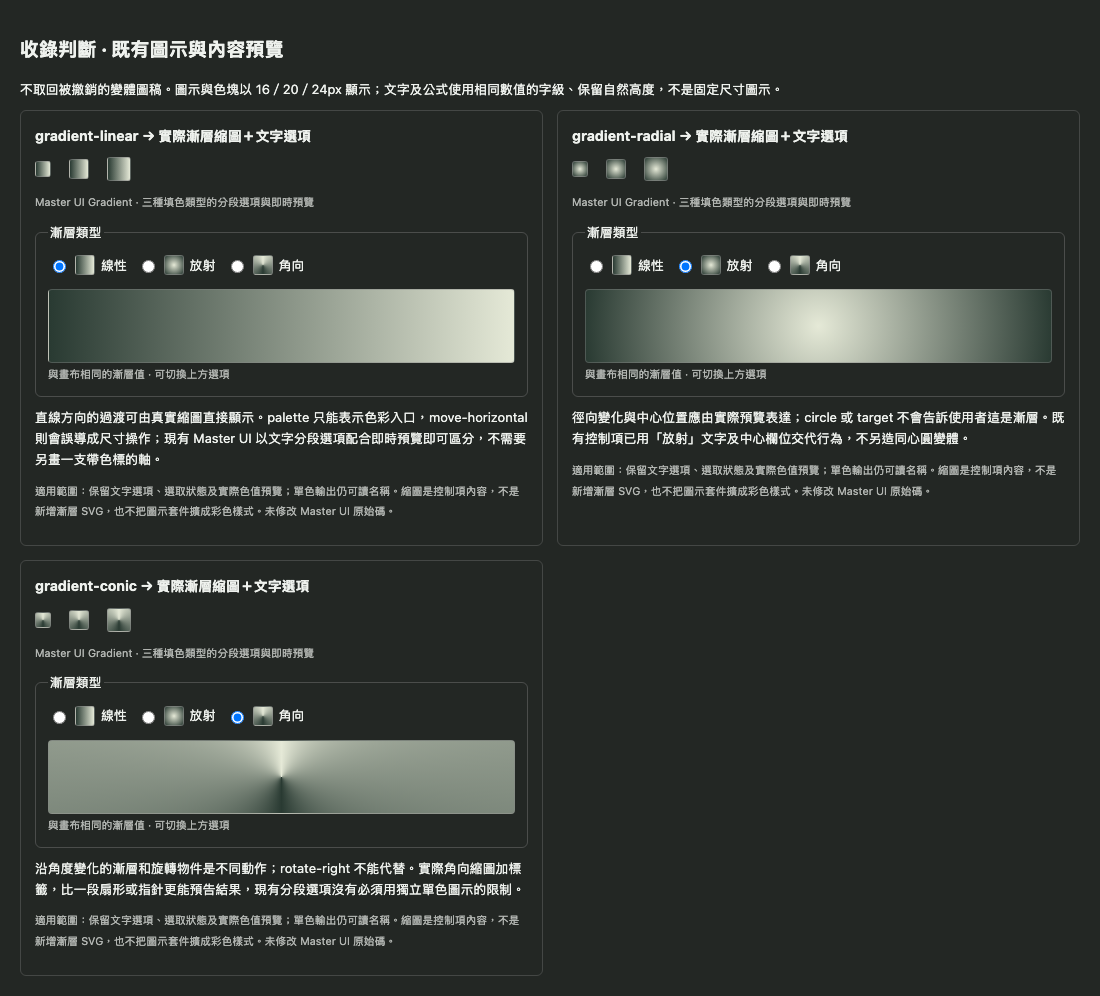 收錄判斷 · 既有圖示與內容預覽
不取回被撤銷的變體圖稿。圖示與色塊以 16 / 20 / 24px 顯示；文字及公式使用相同數值的字級、保留自然高度，不是固定尺寸圖示。
gradient-linear → 實際漸層縮圖＋文字選項
Master UI Gradient · 三種填色類型的分段選項與即時預覽
漸層類型
線性 放射 角向
與畫布相同的漸層值 · 可切換上方選項
直線方向的過渡可由真實縮圖直接顯示。palette 只能表示色彩入口，move-horizontal
則會誤導成尺寸操作；現有 Master UI 以文字分段選項配合即時預覽即可區分，不需要
另畫一支帶色標的軸。
適用範圍：保留文字選項、選取狀態及實際色值預覽；單色輸出仍可讀名稱。縮圖是控制項內容，不是
新增漸層 SVG，也不把圖示套件擴成彩色樣式。未修改 Master UI 原始碼。
gradient-radial → 實際漸層縮圖＋文字選項
Master UI Gradient · 三種填色類型的分段選項與即時預覽
漸層類型
線性 放射 角向
與畫布相同的漸層值 · 可切換上方選項
徑向變化與中心位置應由實際預覽表達；circle 或 target 不會告訴使用者這是漸層。既
有控制項已用「放射」文字及中心欄位交代行為，不另造同心圓變體。
適用範圍：保留文字選項、選取狀態及實際色值預覽；單色輸出仍可讀名稱。縮圖是控制項內容，不是
新增漸層 SVG，也不把圖示套件擴成彩色樣式。未修改 Master UI 原始碼。
gradient-conic → 實際漸層縮圖＋文字選項
Master UI Gradient · 三種填色類型的分段選項與即時預覽
漸層類型
線性 放射 角向
與畫布相同的漸層值 · 可切換上方選項
沿角度變化的漸層和旋轉物件是不同動作；rotate-right 不能代替。實際角向縮圖加標
籤，比一段扇形或指針更能預告結果，現有分段選項沒有必須用獨立單色圖示的限制。
適用範圍：保留文字選項、選取狀態及實際色值預覽；單色輸出仍可讀名稱。縮圖是控制項內容，不是
新增漸層 SVG，也不把圖示套件擴成彩色樣式。未修改 Master UI 原始碼。